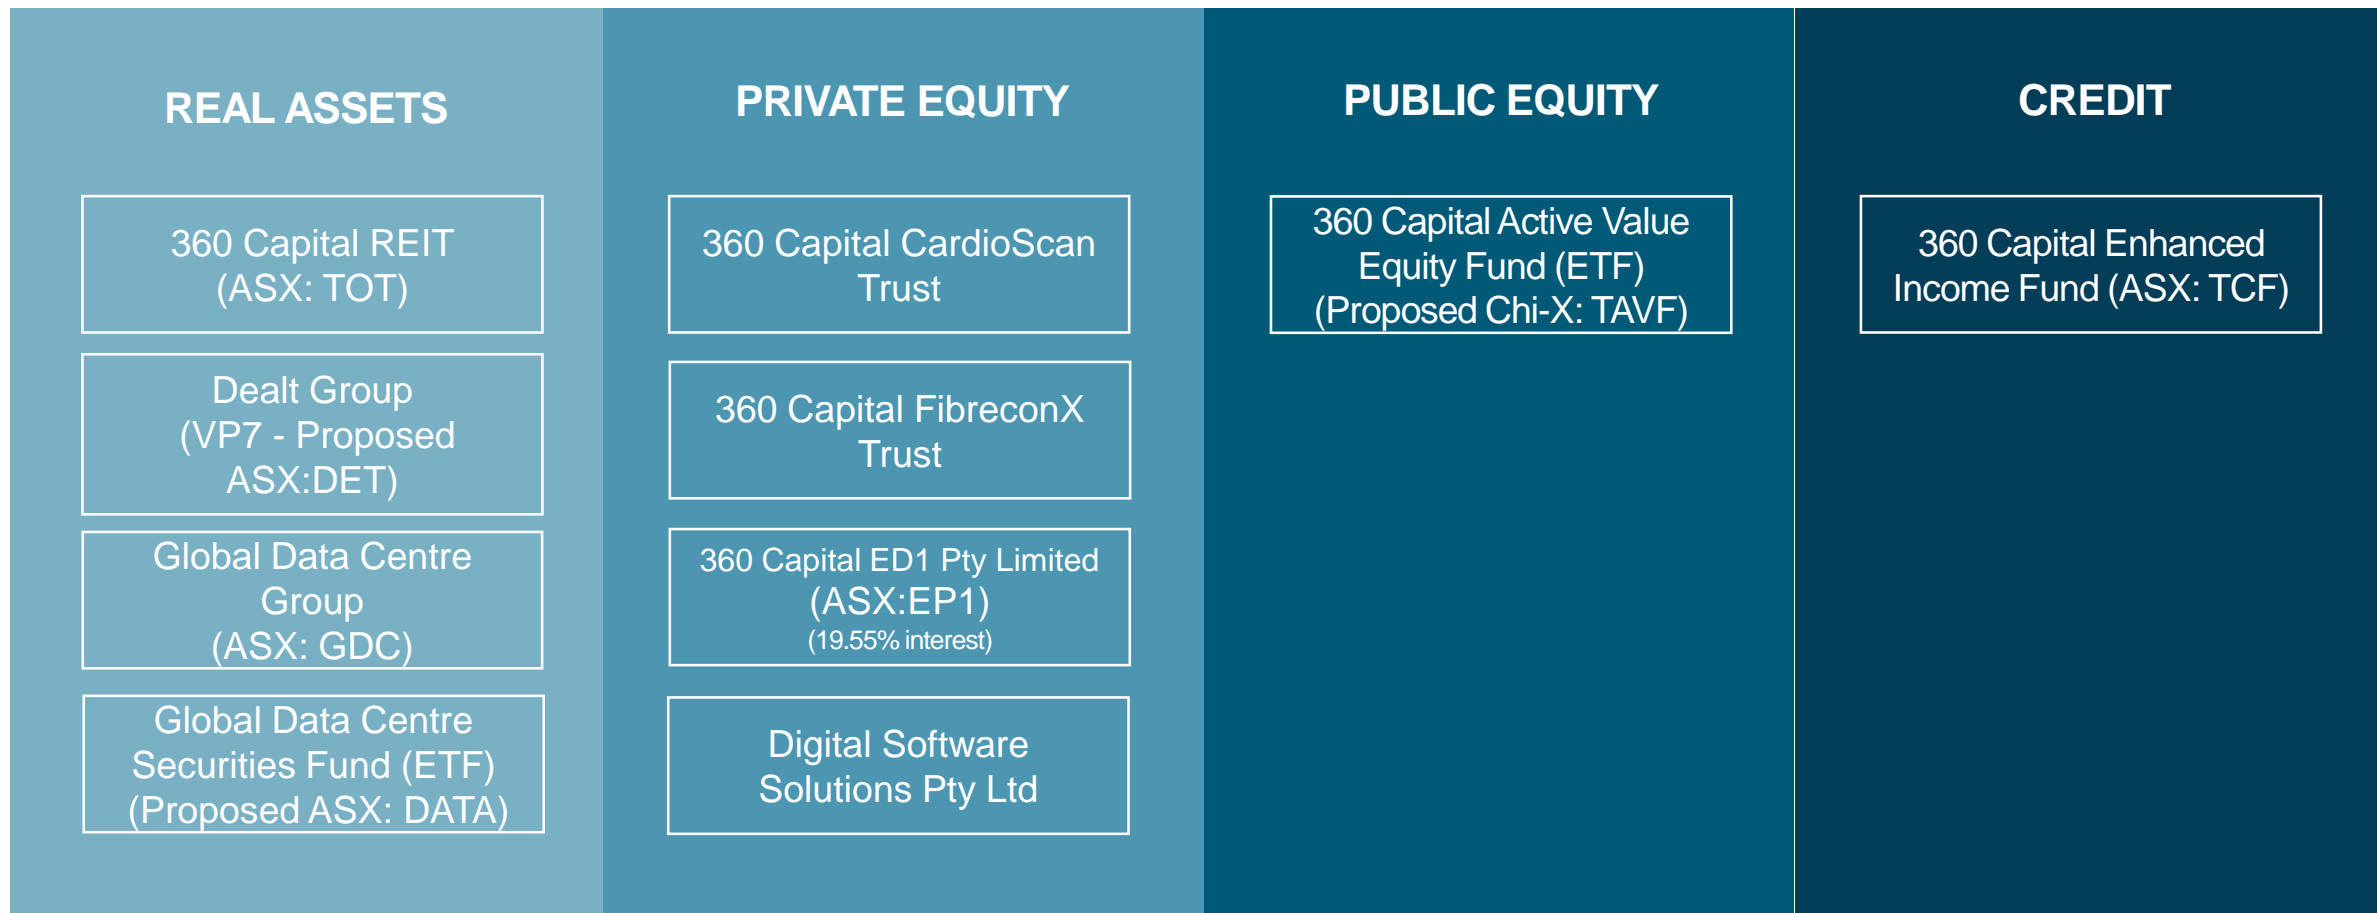 REAL ASSETS
360 Capital REIT
(ASX: TOT)
Dealt Group
(VP7 - Proposed
ASX:DET)
Global Data Centre
Group
(ASX: GDC)
Global Data Centre
Securities Fund (ETF)
(Proposed ASX: DATA)
PRIVATE EQUITY
360 Capital CardioScan
Trust
360 Capital FibreconX
Trust
360 Capital ED1 Pty Limited
(ASX:EP1)
(19.55% interest)
Digital Software
Solutions Pty Ltd
PUBLIC EQUITY
360 Capital Active Value
Equity Fund (ETF)
(Proposed Chi-X: TAVF)
CREDIT
360 Capital Enhanced
Income Fund (ASX: TCF)